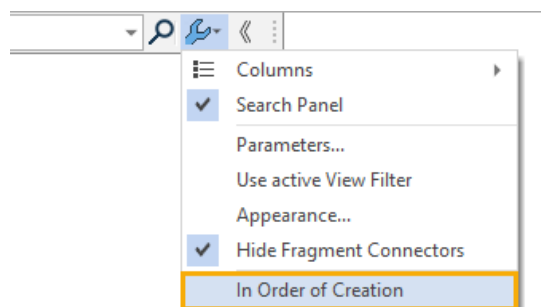 Columns
Search Panel
Parameters...
Use active View Filter
Appearance...
Hide Fragment Connectors
In Order of Creation